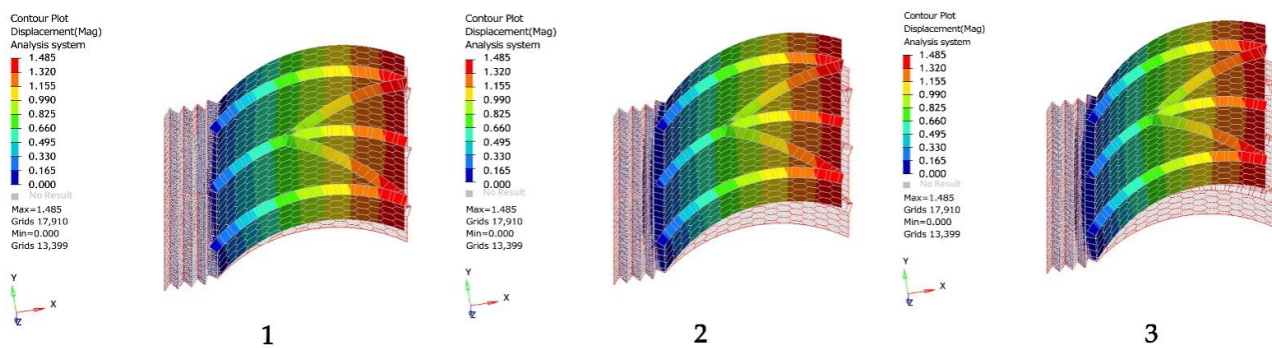 Contour Plot
Displacement(Mag)
Analysis system
1.485
1.320
1.155
0.990
0.825
0.660
0.495
0.330
0.165
0.000
No Result
Max=1.485
Grids 17,910
Min=0.000
Grids 13,399
Y
X
Z
1
Contour Plot
Displacement(Mag)
Analysis system
1.485
1.320
1.155
0.990
0.825
0.660
0.495
0.330
0.165
0.000
No Result
Max=1.485
Grids 17,910
Min=0.000
Grids 13,399
Y
X
Z
2
Contour Plot
Displacement(Mag)
Analysis system
1.485
1.320
1.155
0.990
0.825
0.660
0.495
0.330
0.165
0.000
No Result
Max=1.485
Grids 17,910
Min=0.000
Grids 13,399
Y
X
Z
3